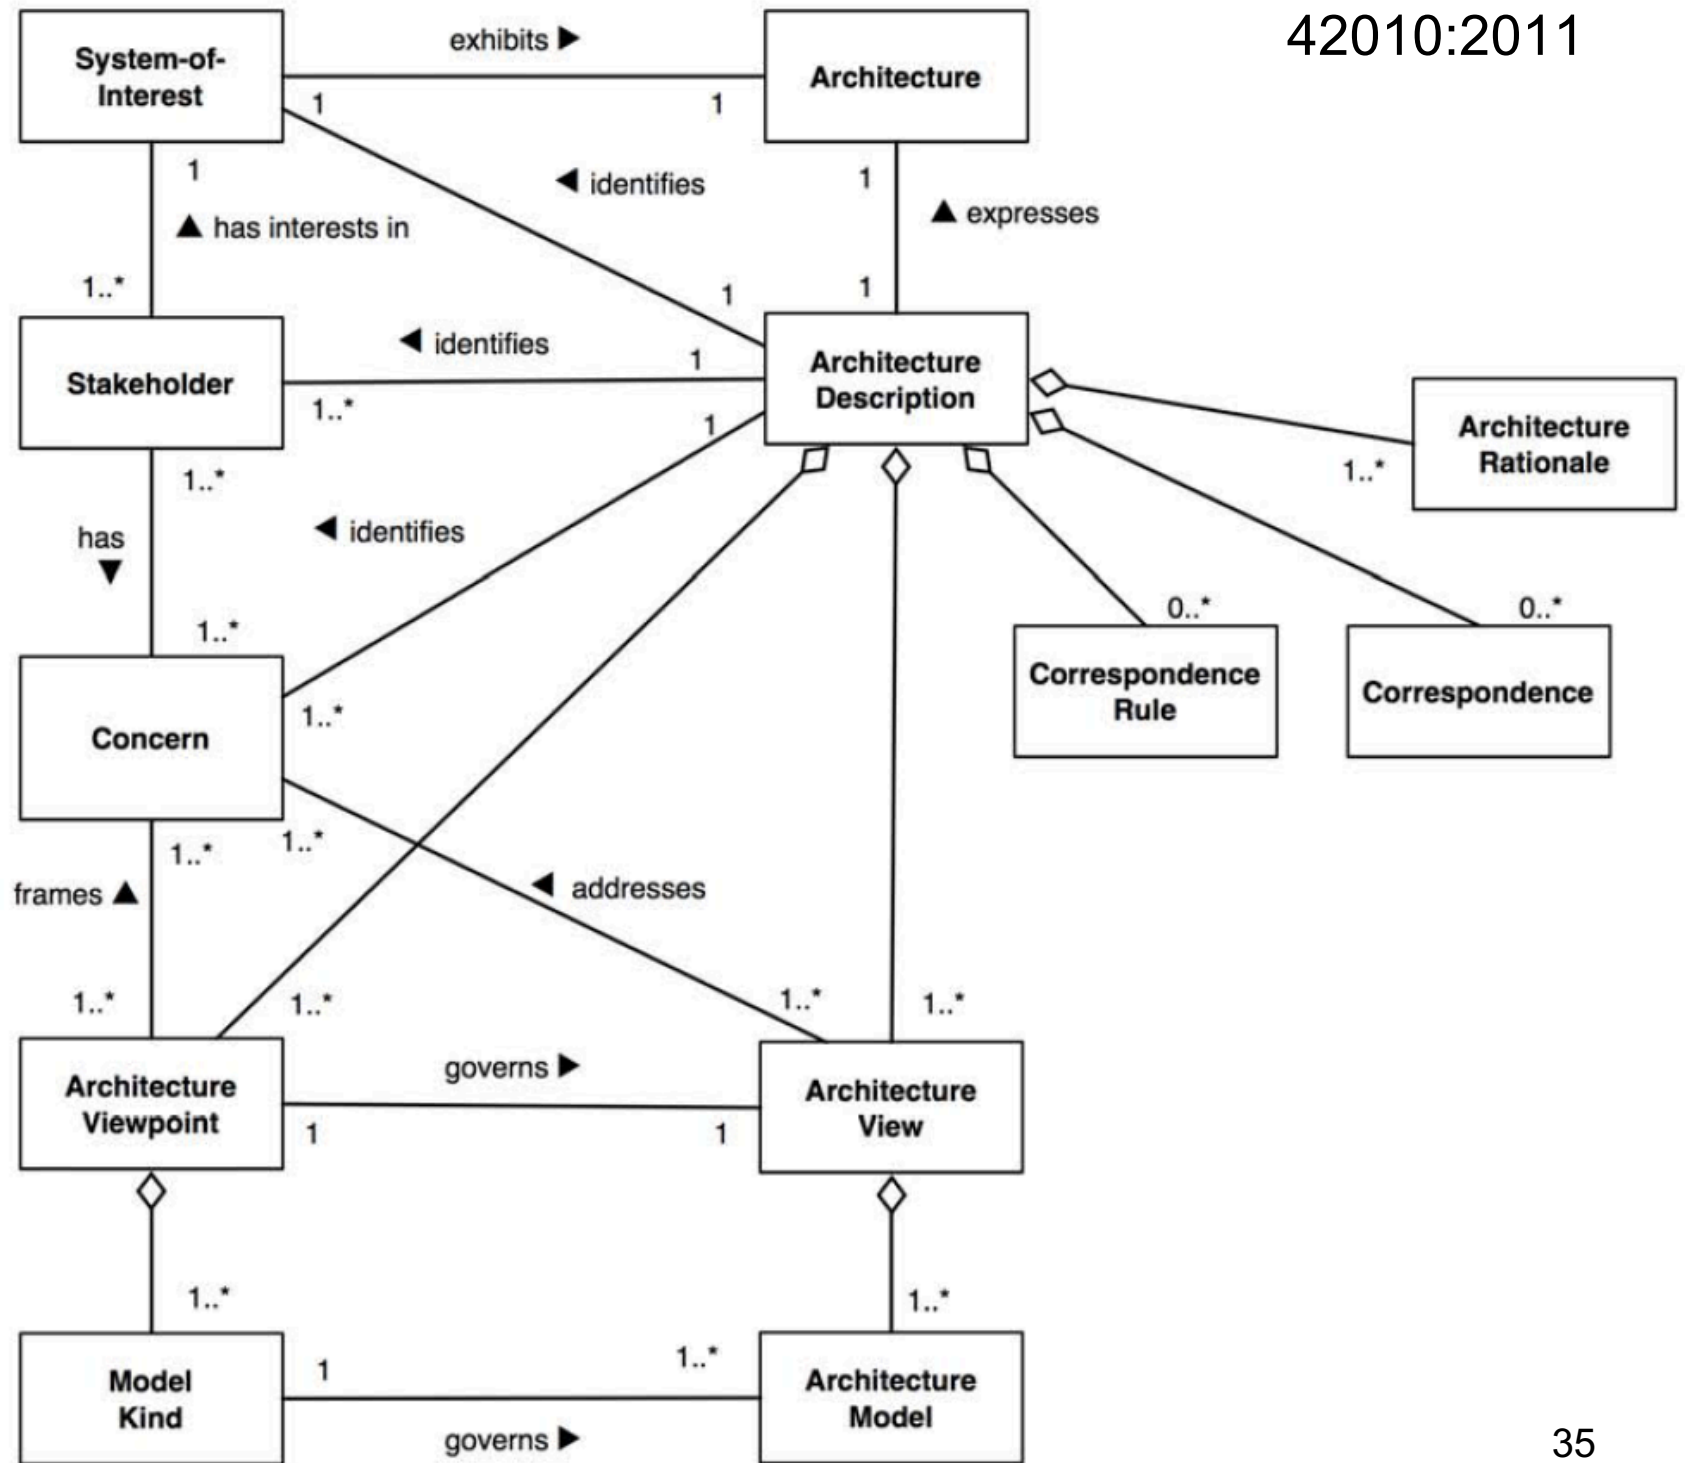 42010:2011
exhibits ▶
System-of-
Interest
Architecture
1
1
◀ identifies
1
▲ has interests in
1
▲ expresses
1..*
1
1
◀ identifies
1
Stakeholder
1..*
Architecture
Description
1
Architecture
Rationale
1..*
1..*
has
▼
◀ identifies
1..*
0..*
0..*
Correspondence
Rule
Correspondence
1..*
Concern
1..*
1..*
frames ▲
◀ addresses
1..*
1..*
1..*
1..*
governs ▶
Architecture
Viewpoint
Architecture
View
1
1
1..*
1..*
1
1..*
Model
Kind
Architecture
Model
governs ▶
35